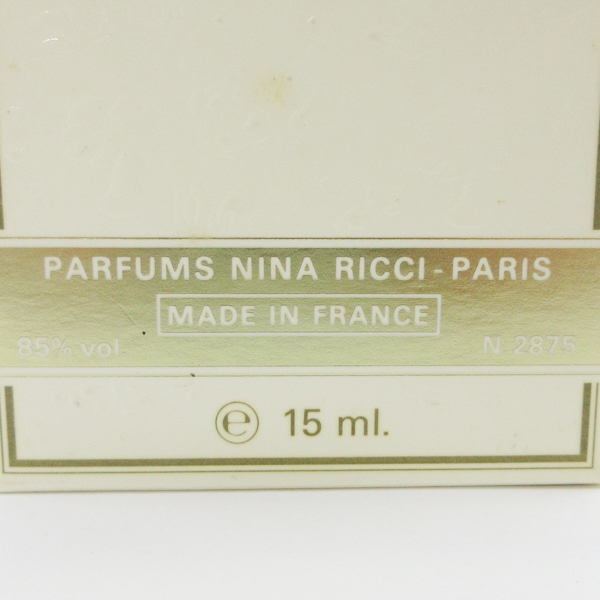 PARFUMS NINA RICCI - PARIS
MADE IN FRANCE
85% vol. N 2875
℮ 15 ml.